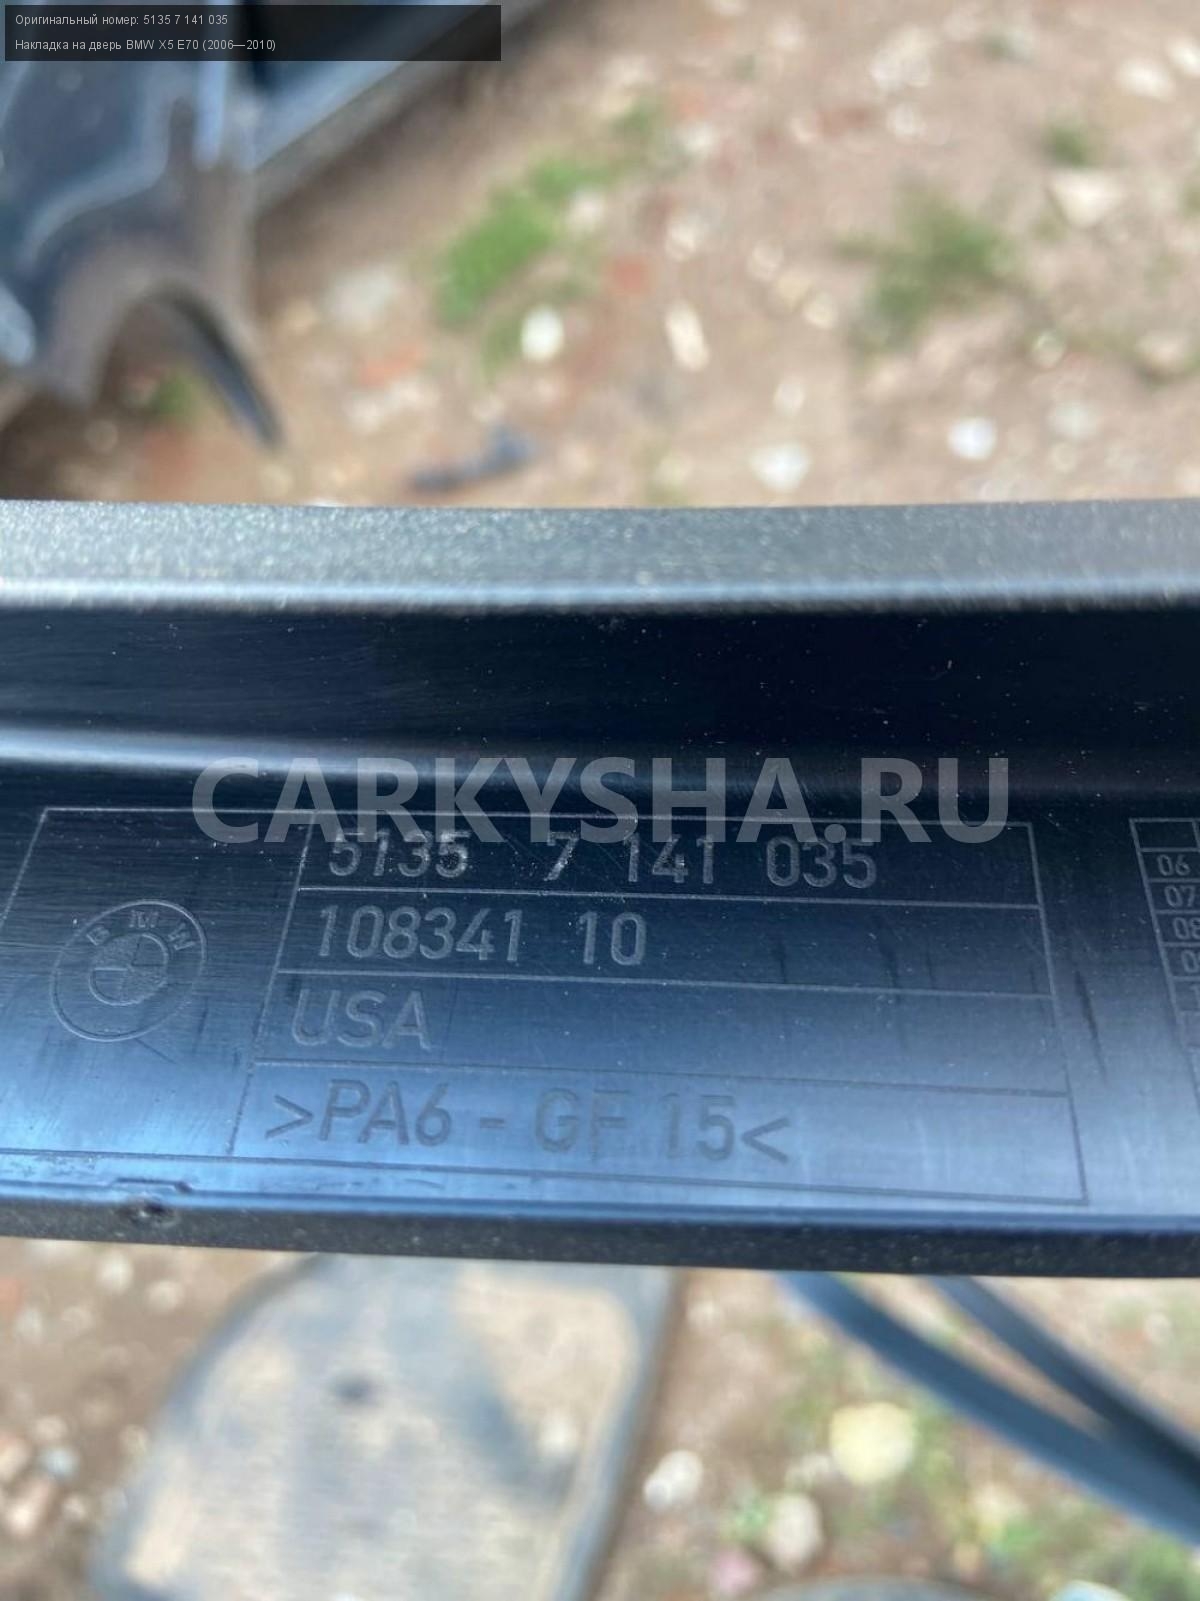 Оригинальный номер: 5135 7 141 035
Накладка на дверь BMW X5 E70 (2006—2010)
CARKYSHA.RU
5135 7 141 035
BMW
108341 10
USA
>PA6 - GF 15<
06
07